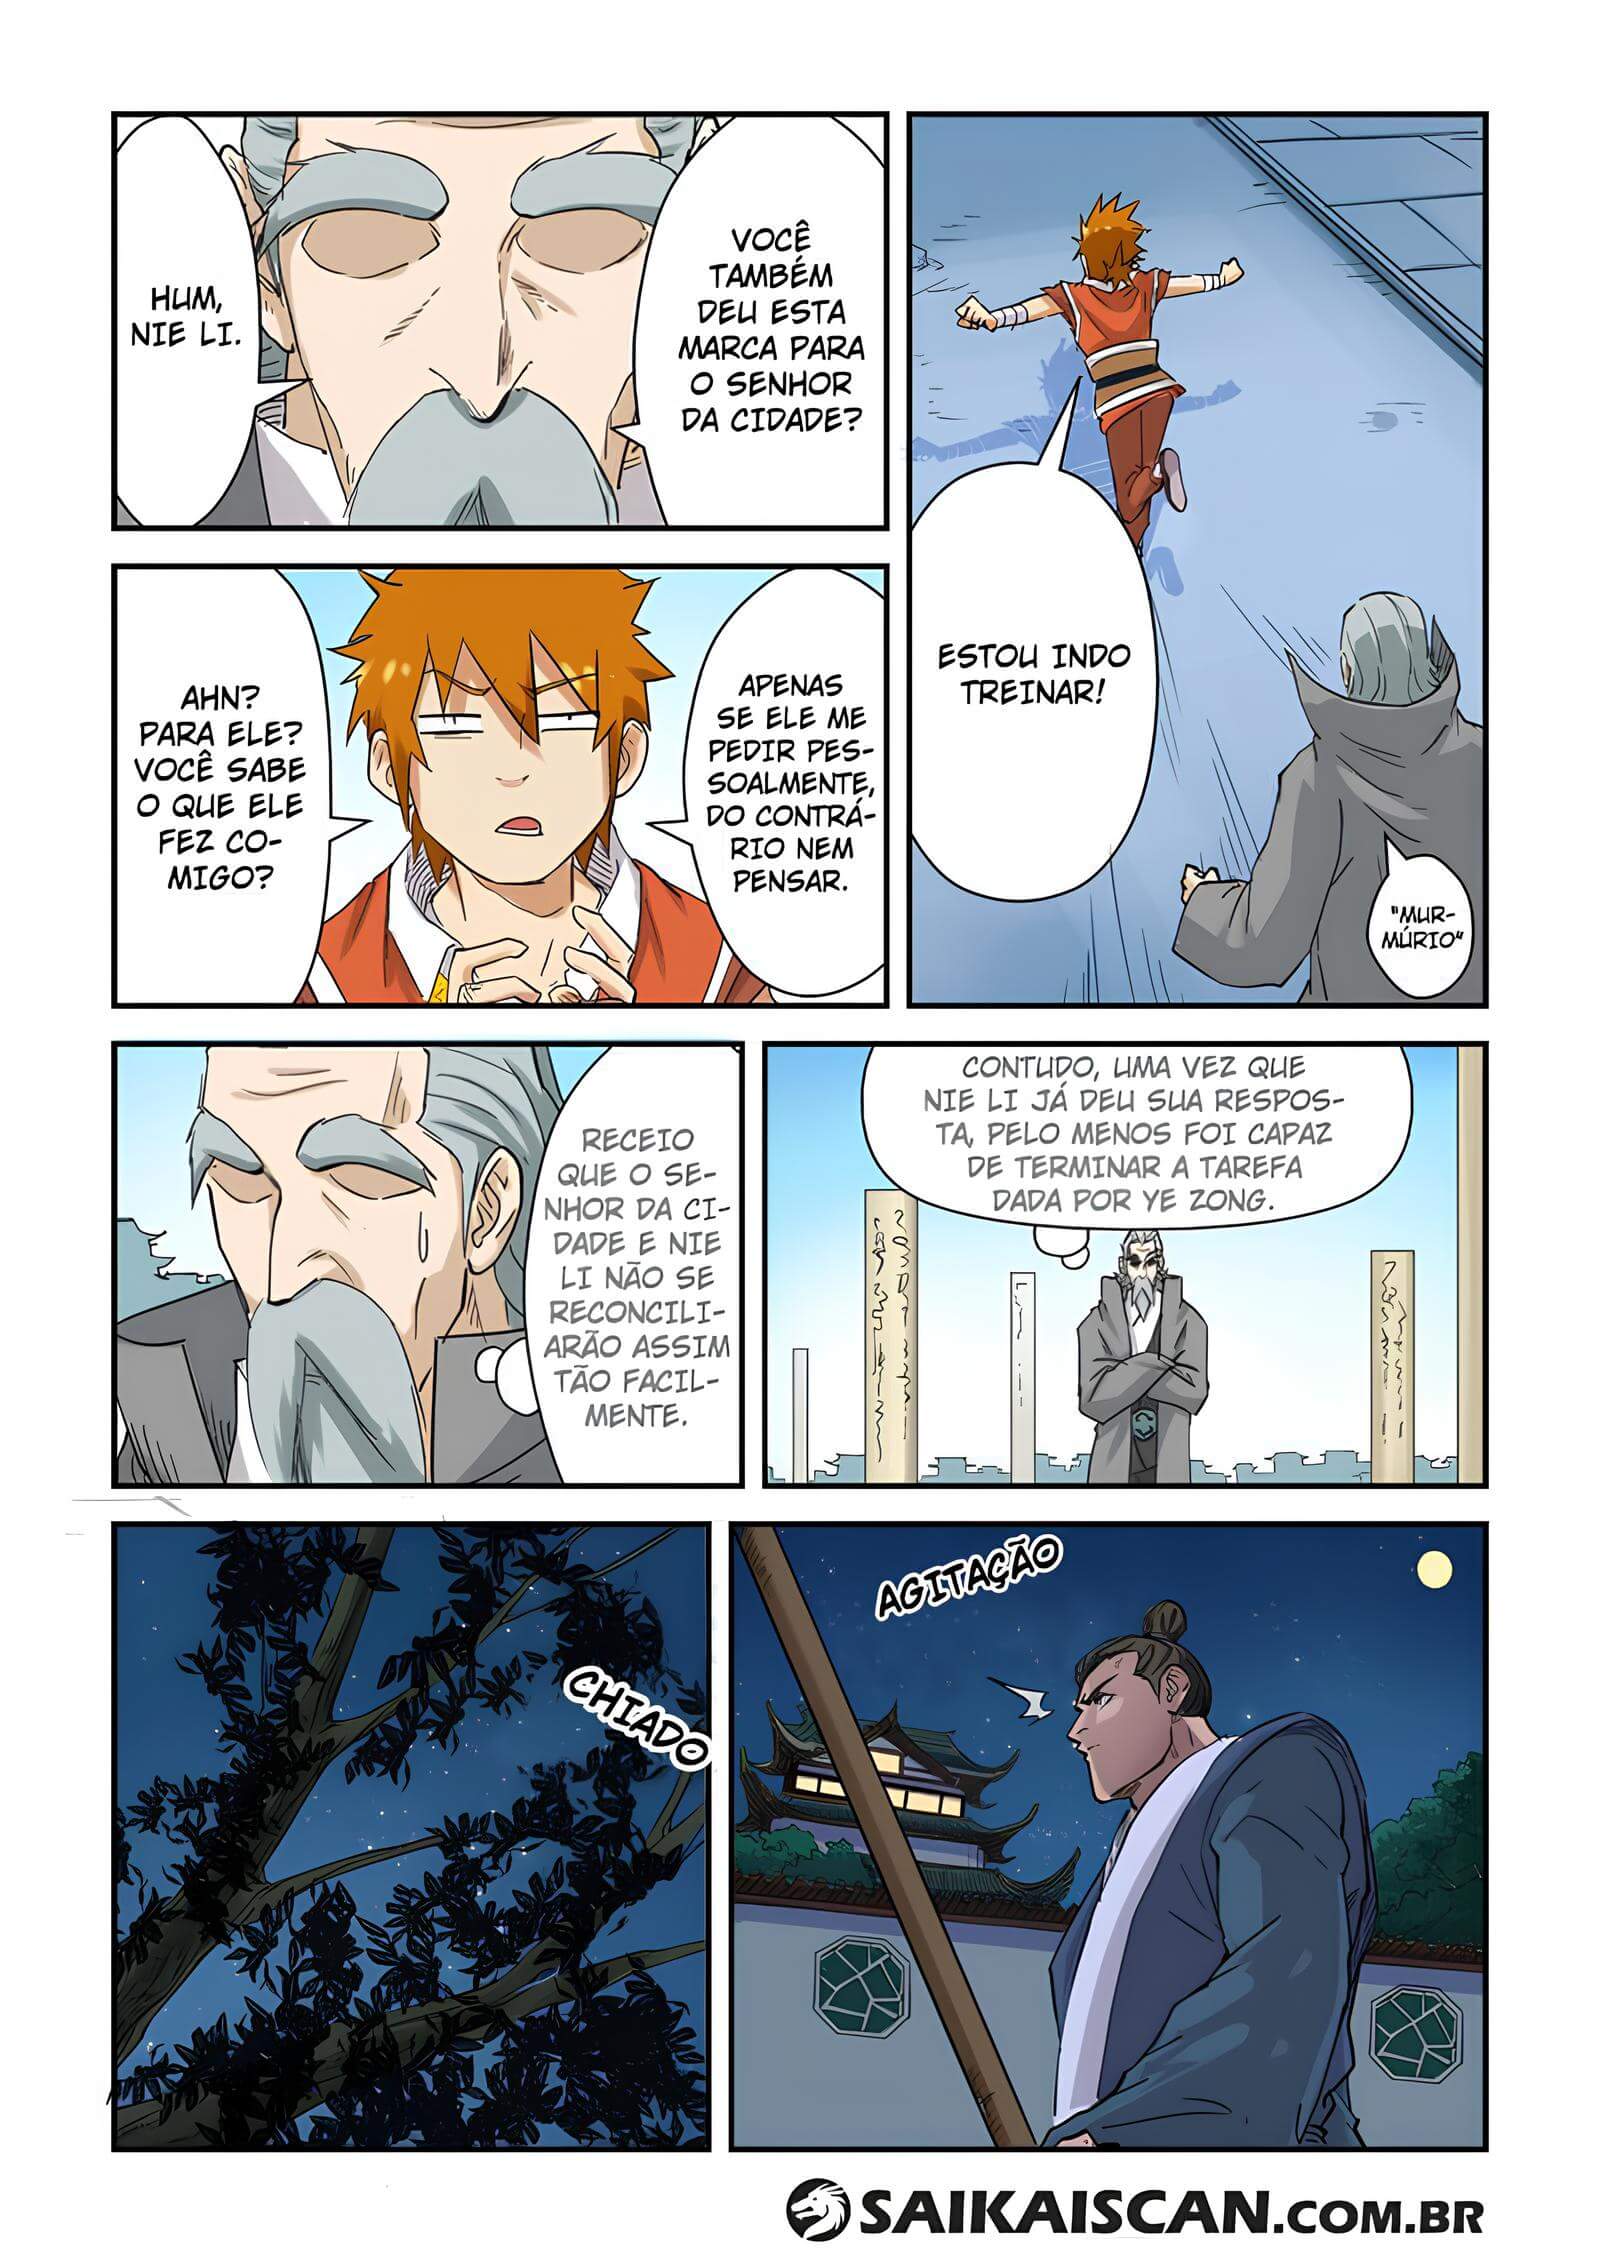 HUM,
NIE LI.
VOCÊ
TAMBÉM
DEU ESTA
MARCA PARA
O SENHOR
DA CIDADE?
AHN?
PARA ELE?
VOCÊ SABE
O QUE ELE
FEZ CO-
MIGO?
APENAS
SE ELE ME
PEDIR PES-
SOALMENTE,
DO CONTRÁ-
RIO NEM
PENSAR.
ESTOU INDO
TREINAR!
"MUR-
MÚRIO"
RECEIO
QUE O SE-
NHOR DA CI-
DADE E NIE
LI NÃO SE
RECONCILI-
ARÃO ASSIM
TÃO FACIL-
MENTE.
CONTUDO, UMA VEZ QUE
NIE LI JÁ DEU SUA RESPOS-
TA, PELO MENOS FOI CAPAZ
DE TERMINAR A TAREFA
DADA POR YE ZONG.
CHIADO
AGITAÇÃO
SAIKAISCAN.COM.BR